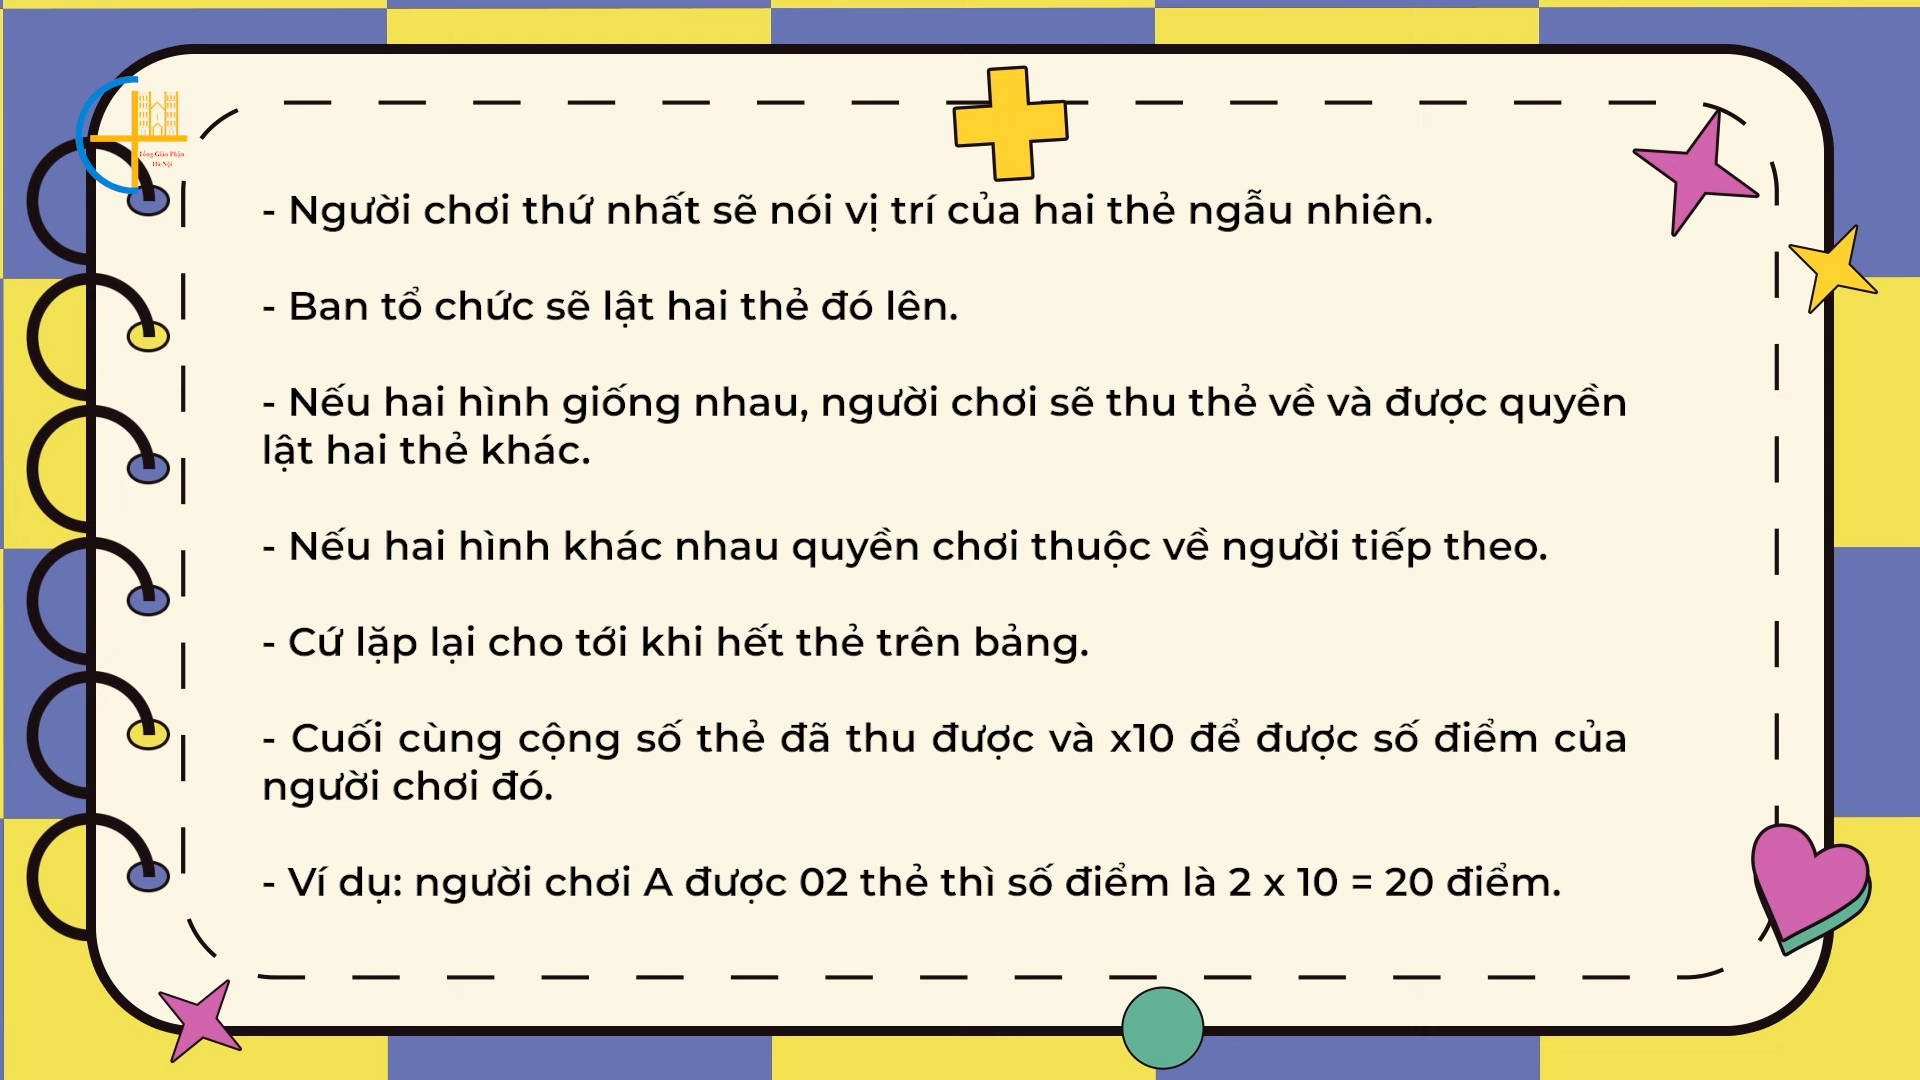 Tổng Giáo Phận
Hà Nội
- Người chơi thứ nhất sẽ nói vị trí của hai thẻ ngẫu nhiên.
- Ban tổ chức sẽ lật hai thẻ đó lên.
- Nếu hai hình giống nhau, người chơi sẽ thu thẻ về và được quyền
lật hai thẻ khác.
- Nếu hai hình khác nhau quyền chơi thuộc về người tiếp theo.
- Cứ lặp lại cho tới khi hết thẻ trên bảng.
- Cuối cùng cộng số thẻ đã thu được và x10 để được số điểm của
người chơi đó.
- Ví dụ: người chơi A được 02 thẻ thì số điểm là 2 x 10 = 20 điểm.